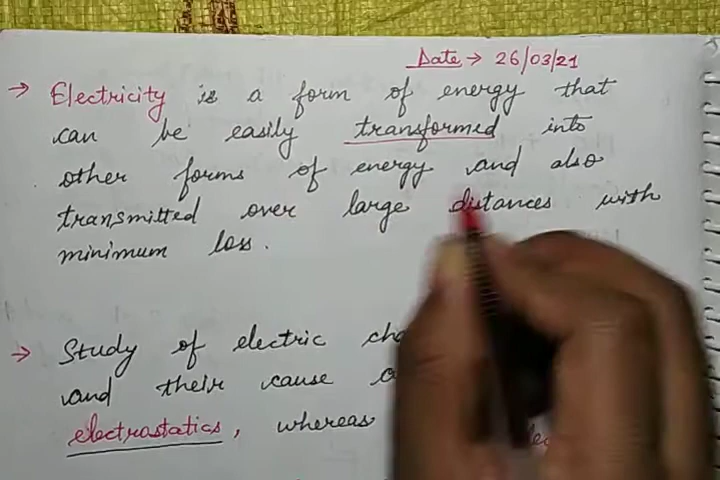 Date → 26/03/21
→ Electricity is a form of energy that
can be easily transformed into
other forms of energy and also
transmitted over large distances with
minimum loss.
→ Study of electric
and their cause
electrostatics, whereas